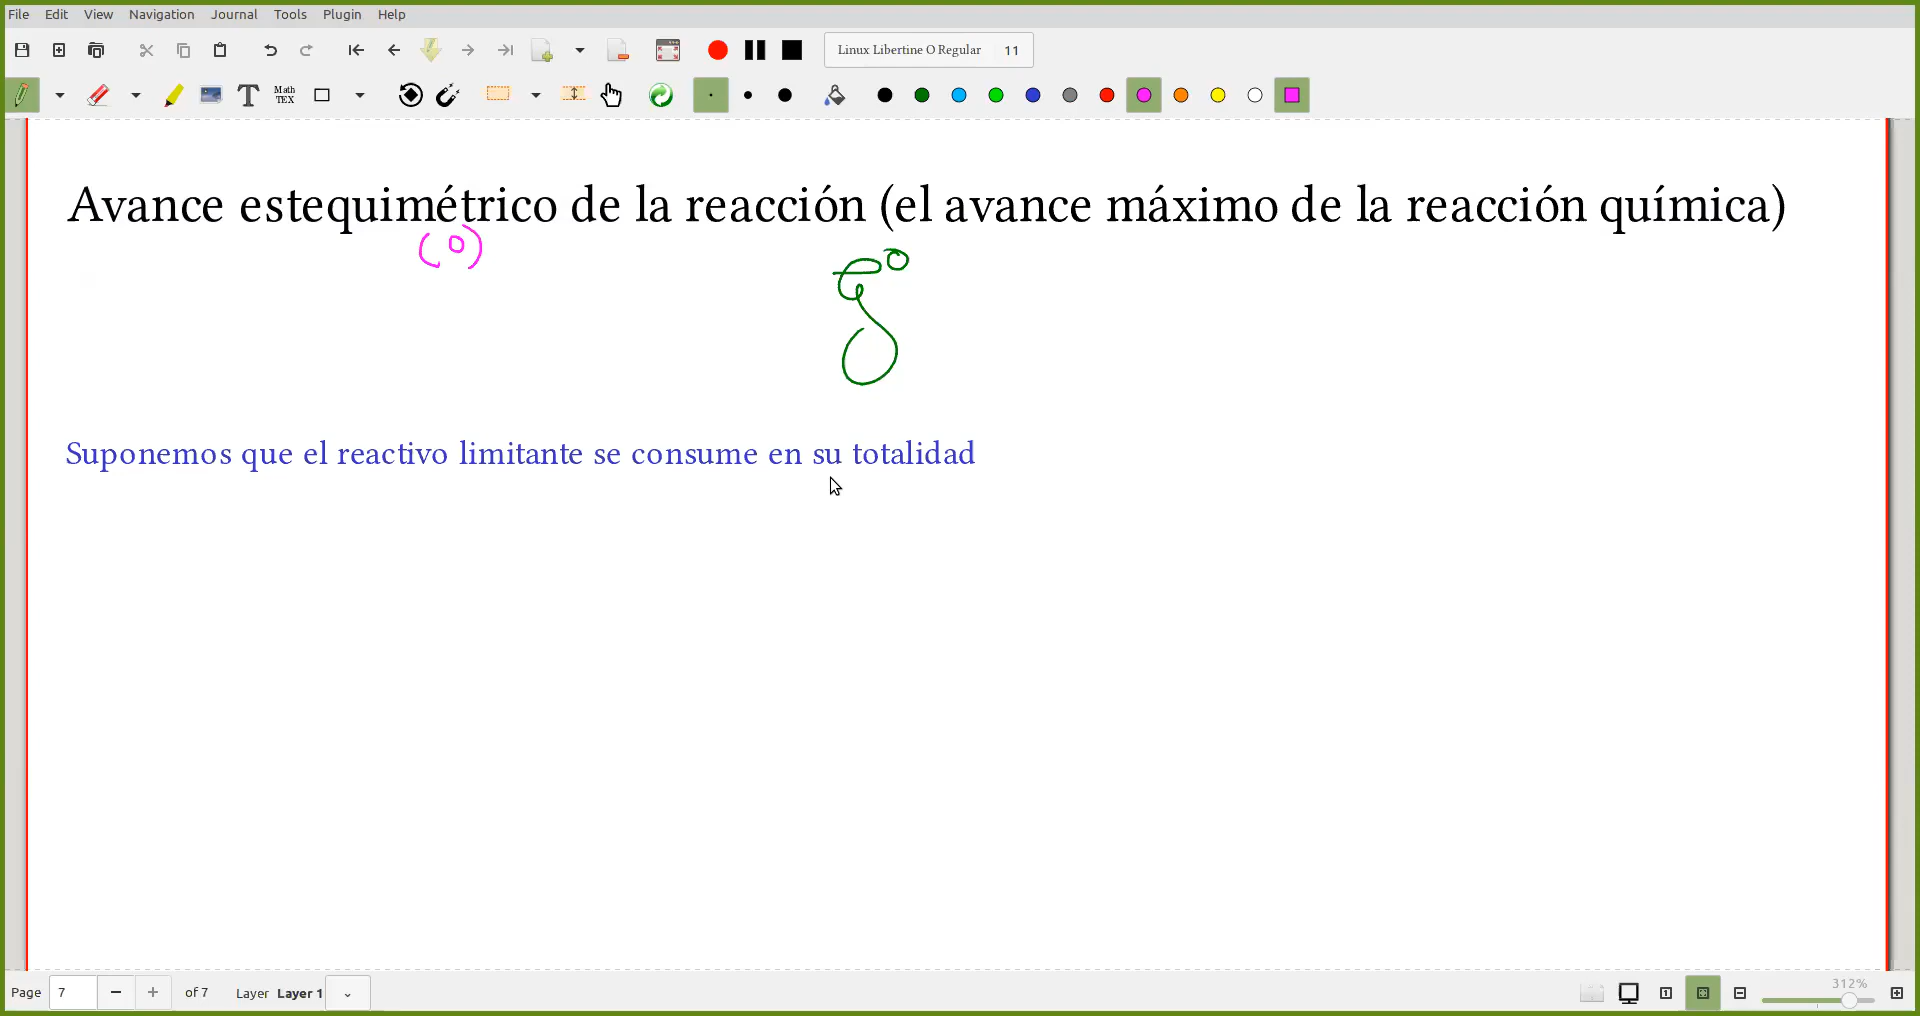 File Edit View Navigation Journal Tools Plugin Help
Linux Libertine O Regular 11
Math TEX
Avance estequimétrico de la reacción (el avance máximo de la reacción química)
(o)
ξ°
Suponemos que el reactivo limitante se consume en su totalidad
Page 7 of 7 Layer Layer 1 312%